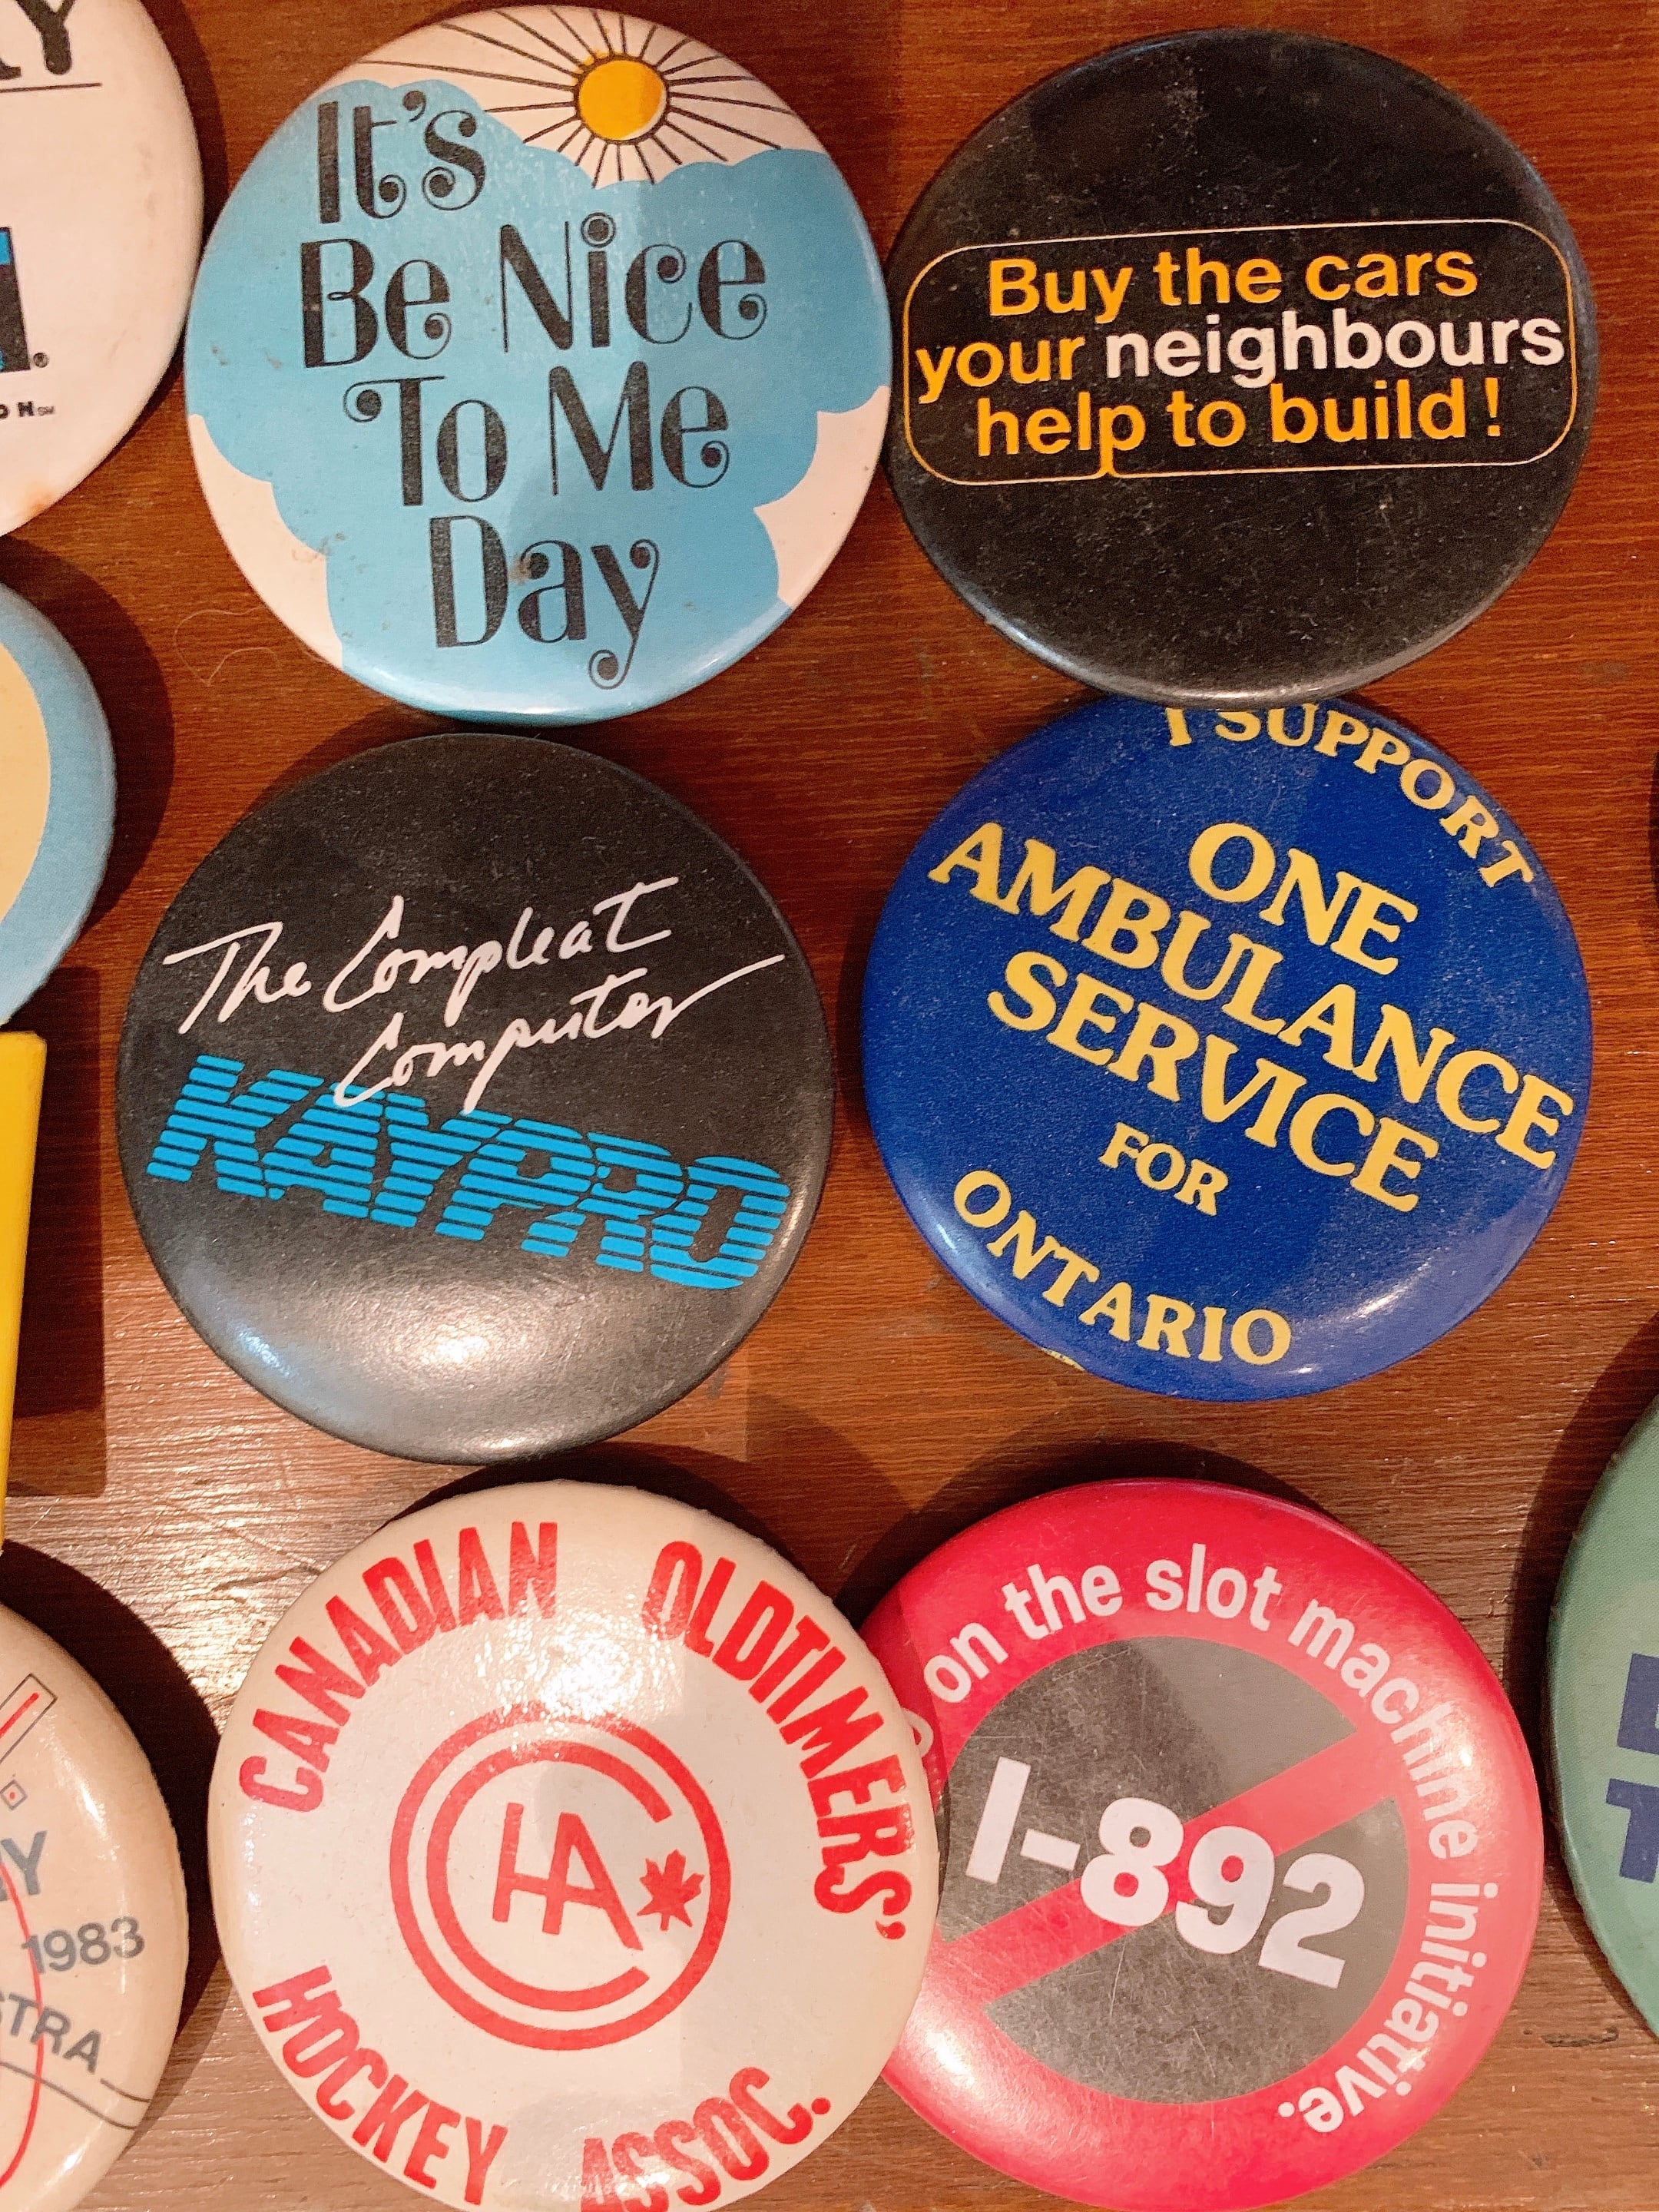 It's
Be Nice
To Me
Day
Buy the cars
your neighbours
help to build!
The Compleat
Computer
KAYPRO
I SUPPORT
ONE
AMBULANCE
SERVICE
FOR
ONTARIO
CANADIAN OLDTIMERS'
CHA
HOCKEY ASSOC.
on the slot machine initiative.
I-892
1983